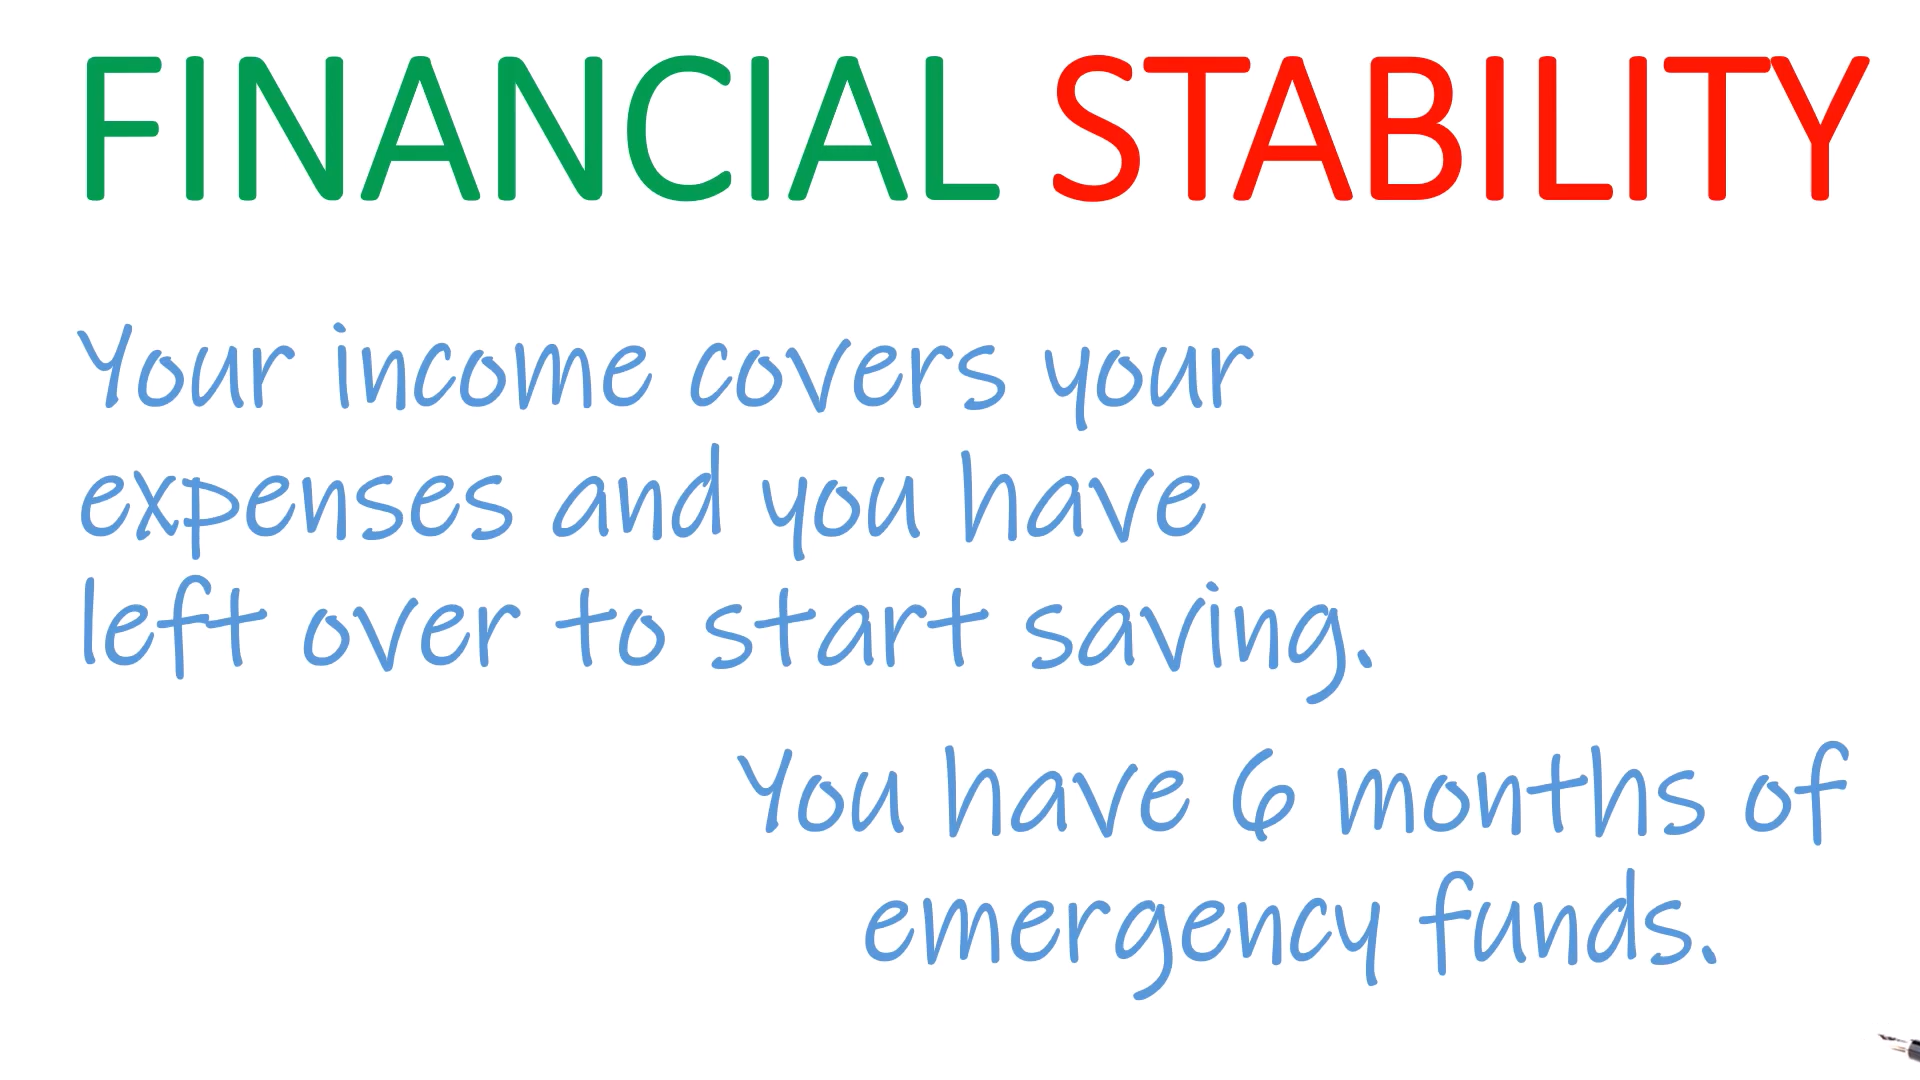 FINANCIAL STABILITY
Your income covers your
expenses and you have
left over to start saving.
You have 6 months of
emergency funds.